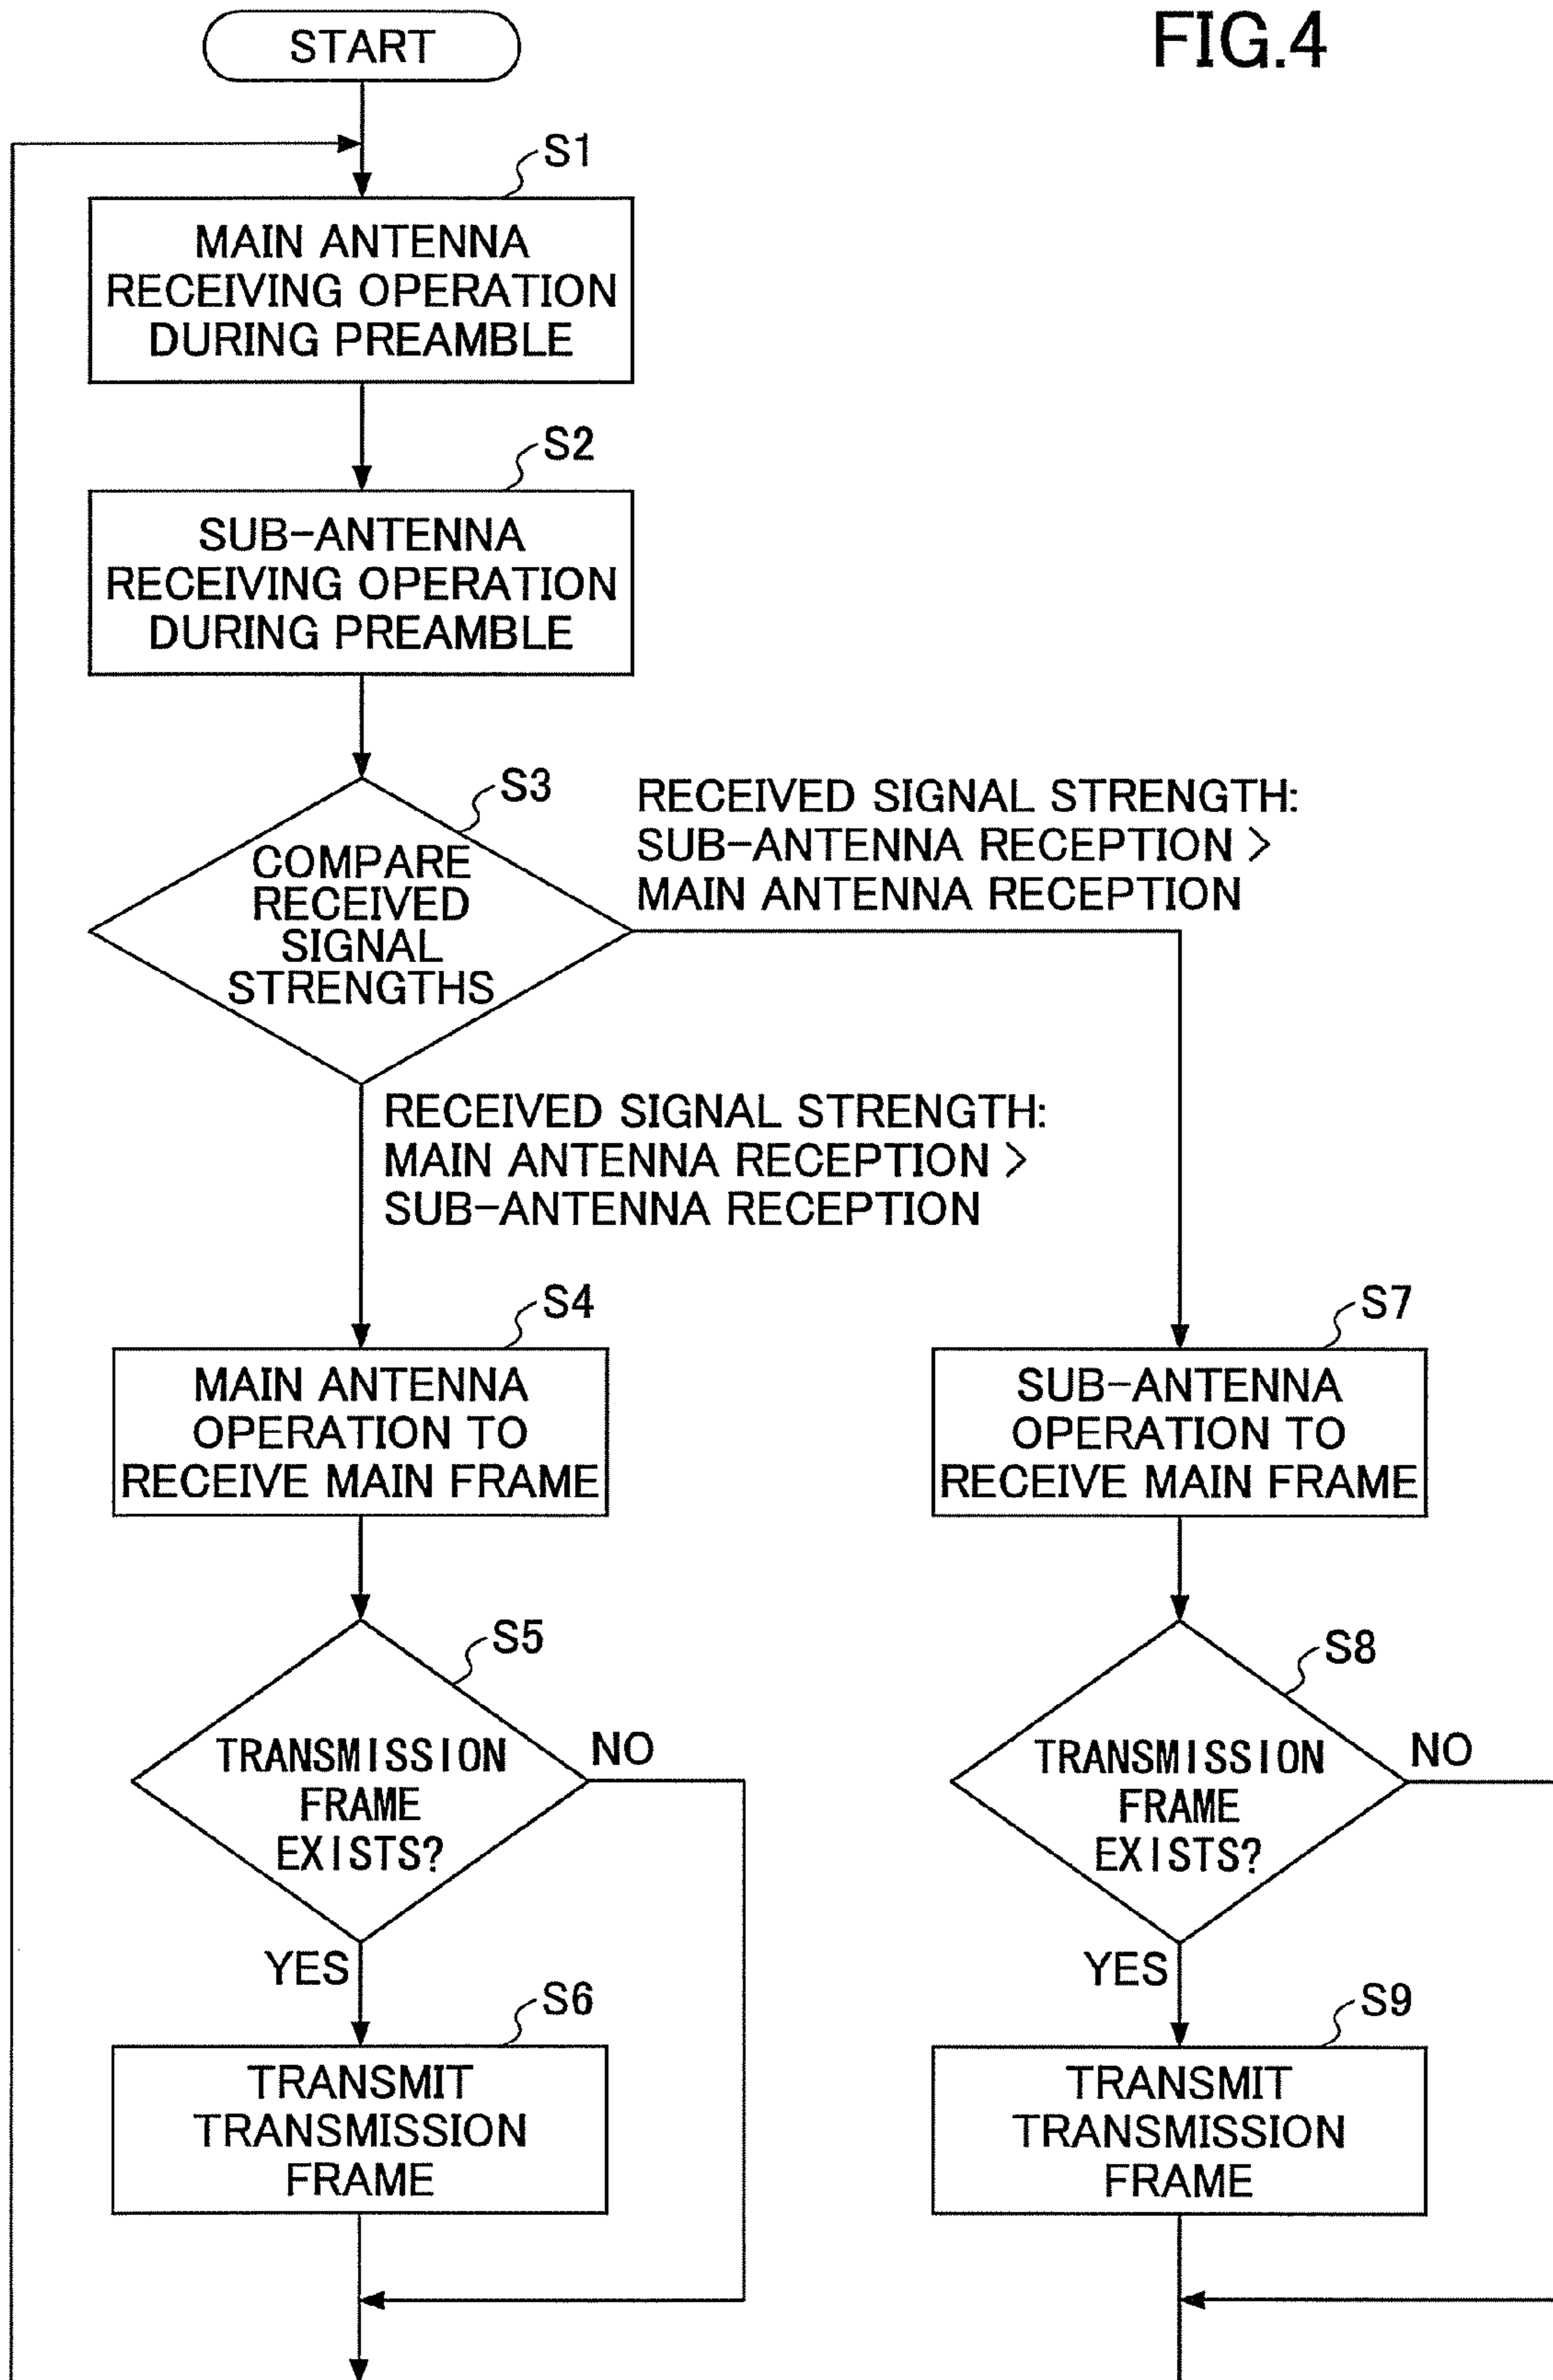 FIG.4
START
S1
MAIN ANTENNA
RECEIVING OPERATION
DURING PREAMBLE
S2
SUB-ANTENNA
RECEIVING OPERATION
DURING PREAMBLE
S3
COMPARE
RECEIVED
SIGNAL
STRENGTHS
RECEIVED SIGNAL STRENGTH:
SUB-ANTENNA RECEPTION >
MAIN ANTENNA RECEPTION
RECEIVED SIGNAL STRENGTH:
MAIN ANTENNA RECEPTION >
SUB-ANTENNA RECEPTION
S4
MAIN ANTENNA
OPERATION TO
RECEIVE MAIN FRAME
S5
TRANSMISSION
FRAME
EXISTS?
NO
YES
S6
TRANSMIT
TRANSMISSION
FRAME
S7
SUB-ANTENNA
OPERATION TO
RECEIVE MAIN FRAME
S8
TRANSMISSION
FRAME
EXISTS?
NO
YES
S9
TRANSMIT
TRANSMISSION
FRAME